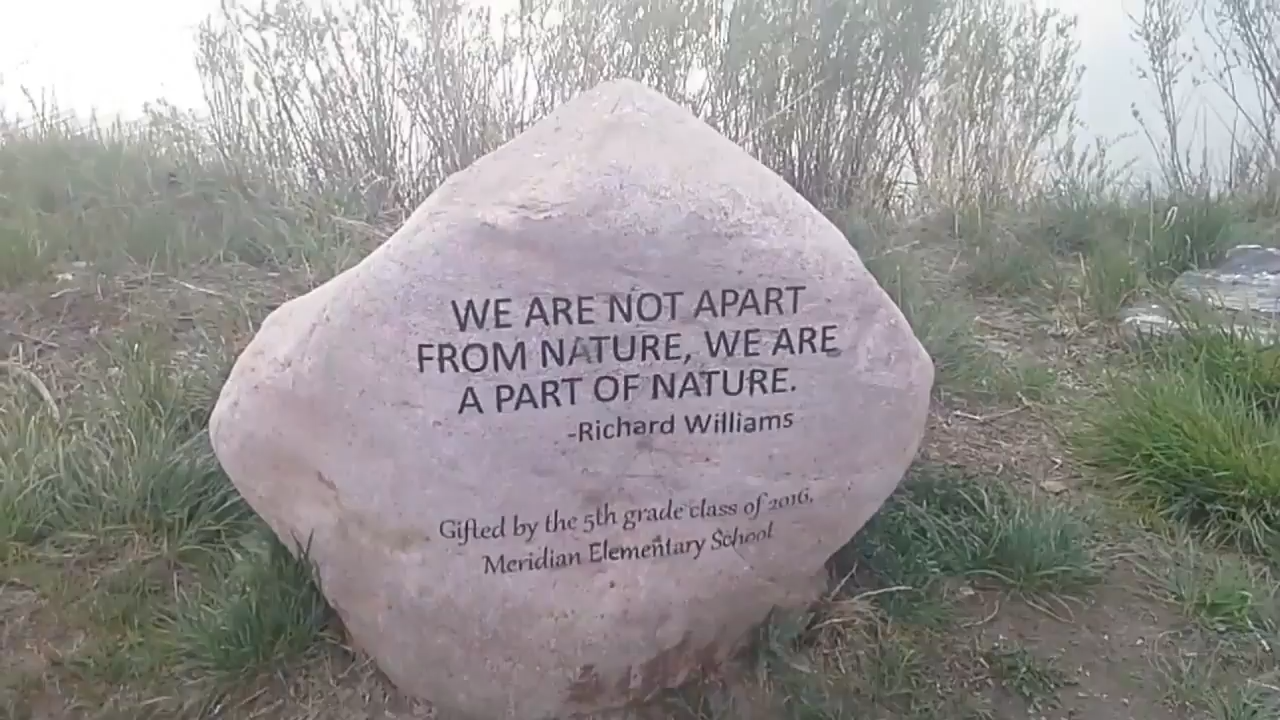 WE ARE NOT APART
FROM NATURE, WE ARE
A PART OF NATURE.
-Richard Williams
Gifted by the 5th grade class of 2016,
Meridian Elementary School